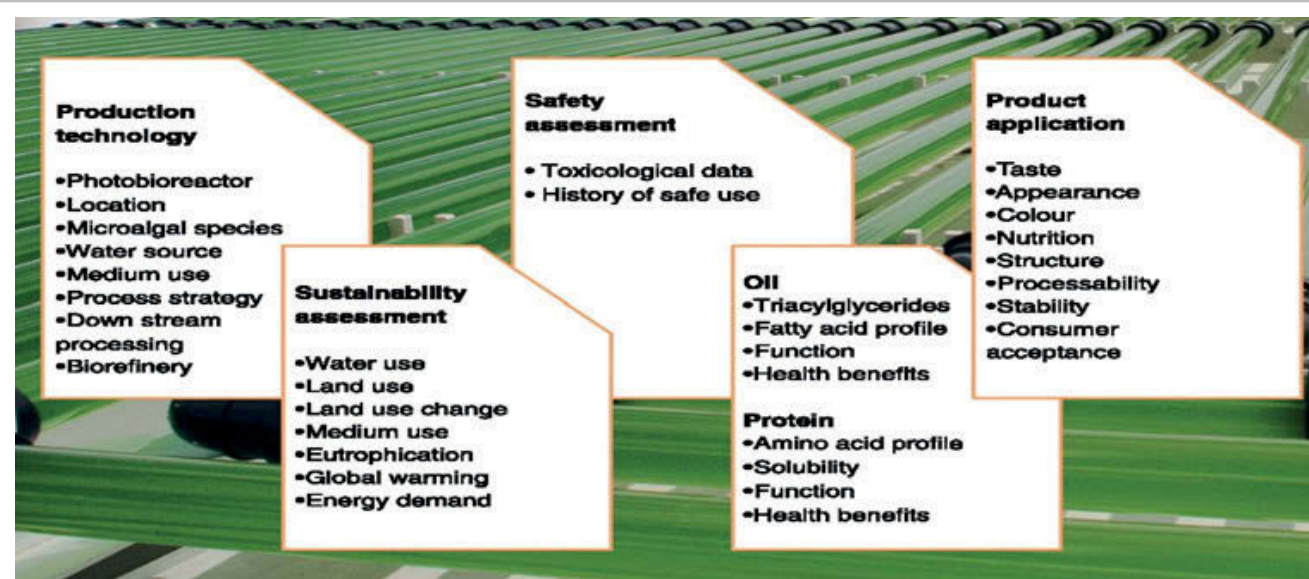 Production
technology
•Photobioreactor
•Location
•Microalgal species
•Water source
•Medium use
•Process strategy
•Down stream
processing
•Biorefinery
Sustainability
assessment
•Water use
•Land use
•Land use change
•Medium use
•Eutrophication
•Global warming
•Energy demand
Safety
assessment
• Toxicological data
• History of safe use
Oil
•Triacylglycerides
•Fatty acid profile
•Function
•Health benefits
Protein
•Amino acid profile
•Solubility
•Function
•Health benefits
Product
application
•Taste
•Appearance
•Colour
•Nutrition
•Structure
•Processability
•Stability
•Consumer
acceptance